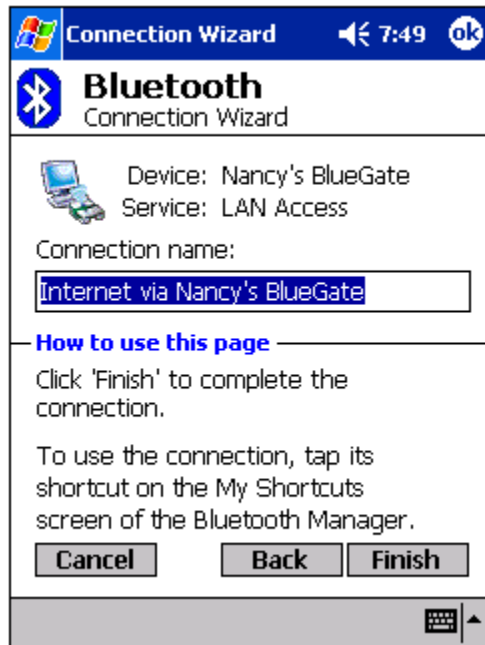 Connection Wizard 7:49 ok
Bluetooth
Connection Wizard
Device: Nancy's BlueGate
Service: LAN Access
Connection name:
Internet via Nancy's BlueGate
How to use this page
Click 'Finish' to complete the
connection.
To use the connection, tap its
shortcut on the My Shortcuts
screen of the Bluetooth Manager.
Cancel Back Finish